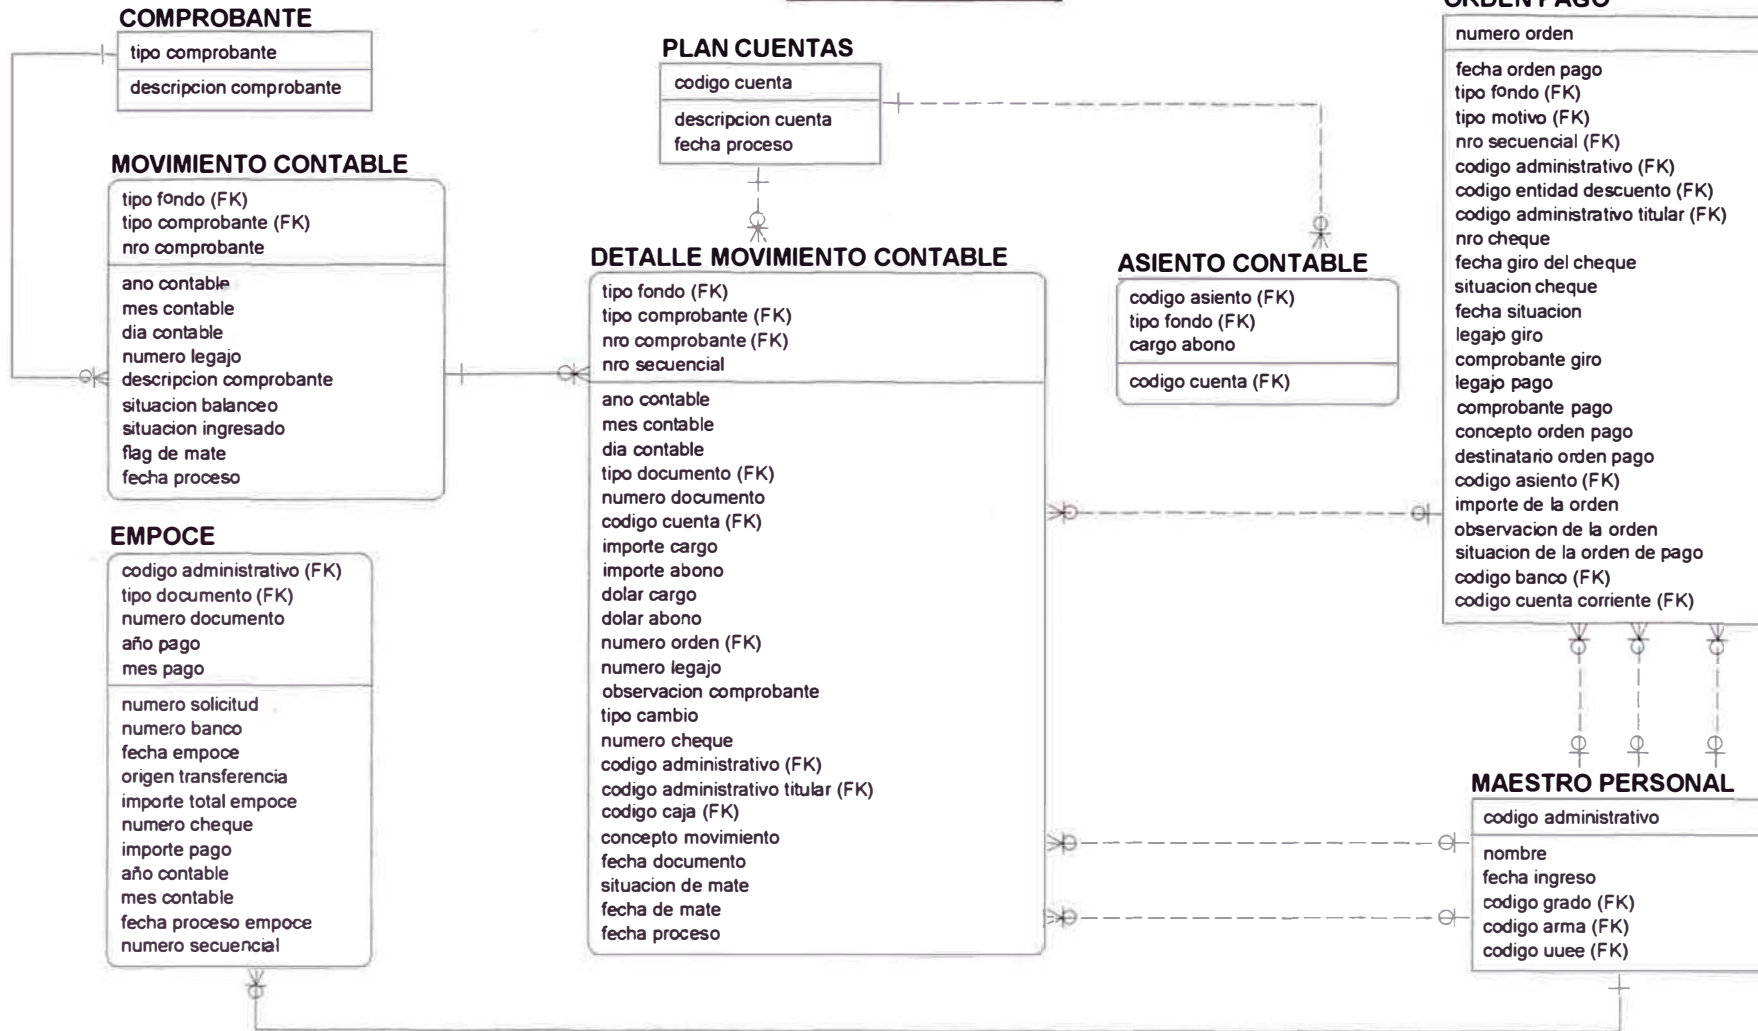 COMPROBANTE
tipo comprobante
descripcion comprobante
MOVIMIENTO CONTABLE
tipo fondo (FK)
tipo comprobante (FK)
nro comprobante
ano contable
mes contable
dia contable
numero legajo
descripcion comprobante
situacion balanceo
situacion ingresado
flag de mate
fecha proceso
EMPOCE
codigo administrativo (FK)
tipo documento (FK)
numero documento
año pago
mes pago
numero solicitud
numero banco
fecha empoce
origen transferencia
importe total empoce
numero cheque
importe pago
año contable
mes contable
fecha proceso empoce
numero secuencial
PLAN CUENTAS
codigo cuenta
descripcion cuenta
fecha proceso
DETALLE MOVIMIENTO CONTABLE
tipo fondo (FK)
tipo comprobante (FK)
nro comprobante (FK)
nro secuencial
ano contable
mes contable
dia contable
tipo documento (FK)
numero documento
codigo cuenta (FK)
importe cargo
importe abono
dolar cargo
dolar abono
numero orden (FK)
numero legajo
observacion comprobante
tipo cambio
numero cheque
codigo administrativo (FK)
codigo administrativo titular (FK)
codigo caja (FK)
concepto movimiento
fecha documento
situacion de mate
fecha de mate
fecha proceso
ASIENTO CONTABLE
codigo asiento (FK)
tipo fondo (FK)
cargo abono
codigo cuenta (FK)
ORDEN PAGO
numero orden
fecha orden pago
tipo fondo (FK)
tipo motivo (FK)
nro secuencial (FK)
codigo administrativo (FK)
codigo entidad descuento (FK)
codigo administrativo titular (FK)
nro cheque
fecha giro del cheque
situacion cheque
fecha situacion
legajo giro
comprobante giro
legajo pago
comprobante pago
concepto orden pago
destinatario orden pago
codigo asiento (FK)
importe de la orden
observacion de la orden
situacion de la orden de pago
codigo banco (FK)
codigo cuenta corriente (FK)
MAESTRO PERSONAL
codigo administrativo
nombre
fecha ingreso
codigo grado (FK)
codigo arma (FK)
codigo uuee (FK)